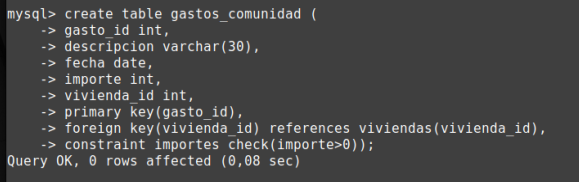 mysql> create table gastos_comunidad (
    -> gasto_id int,
    -> descripcion varchar(30),
    -> fecha date,
    -> importe int,
    -> vivienda_id int,
    -> primary key(gasto_id),
    -> foreign key(vivienda_id) references viviendas(vivienda_id),
    -> constraint importes check(importe>0));
Query OK, 0 rows affected (0,08 sec)